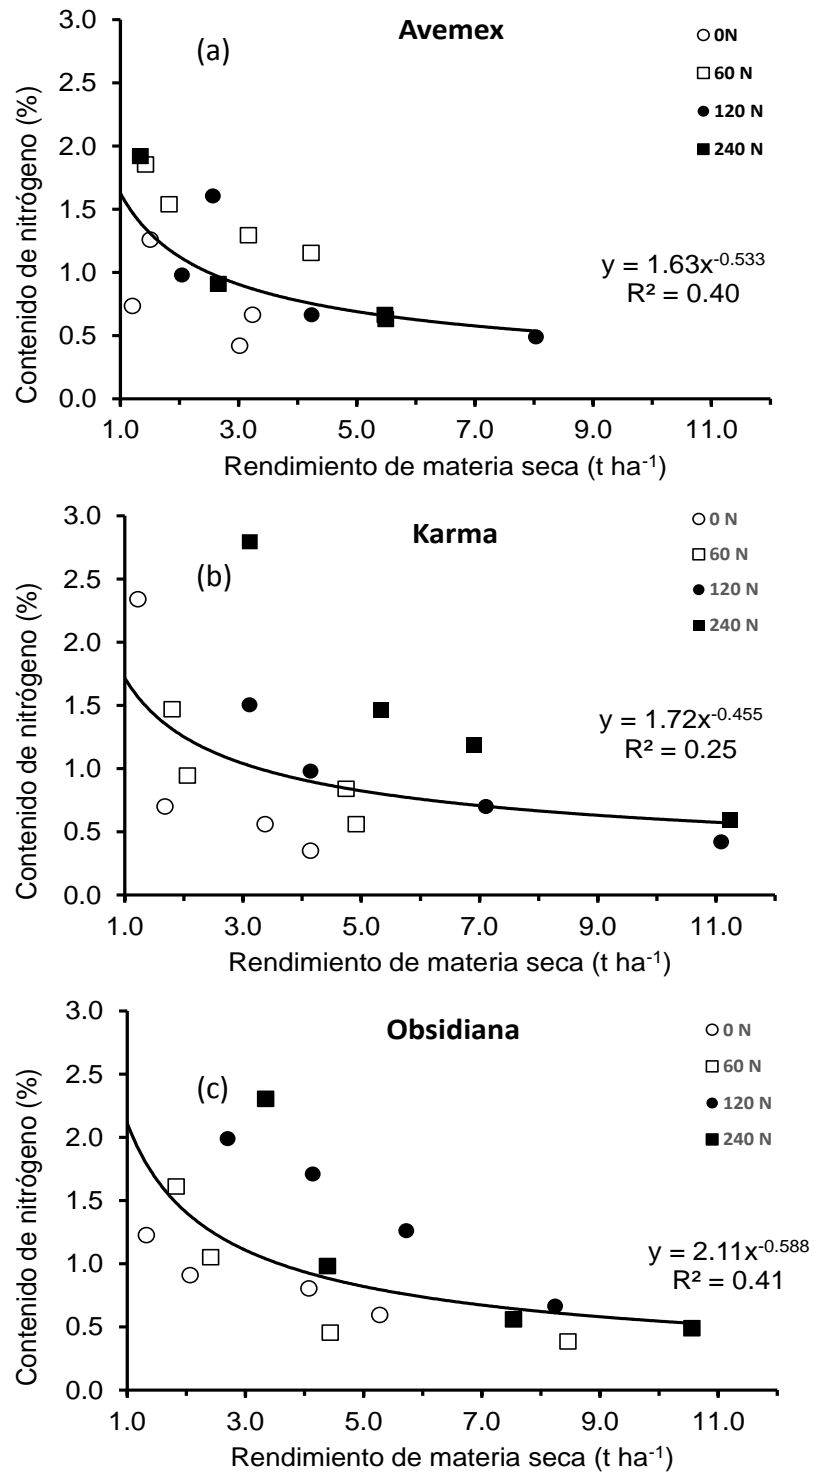 Avemex
(a)
0N
60 N
120 N
240 N
3.0
2.5
2.0
1.5
1.0
0.5
0.0
Contenido de nitrógeno (%)
y = 1.63x⁻⁰·⁵³³
R² = 0.40
1.0 3.0 5.0 7.0 9.0 11.0
Rendimiento de materia seca (t ha⁻¹)
Karma
(b)
0 N
60 N
120 N
240 N
3.0
2.5
2.0
1.5
1.0
0.5
0.0
Contenido de nitrógeno (%)
y = 1.72x⁻⁰·⁴⁵⁵
R² = 0.25
1.0 3.0 5.0 7.0 9.0 11.0
Rendimiento de materia seca (t ha⁻¹)
Obsidiana
(c)
0 N
60 N
120 N
240 N
3.0
2.5
2.0
1.5
1.0
0.5
0.0
Contenido de nitrógeno (%)
y = 2.11x⁻⁰·⁵⁸⁸
R² = 0.41
1.0 3.0 5.0 7.0 9.0 11.0
Rendimiento de materia seca (t ha⁻¹)